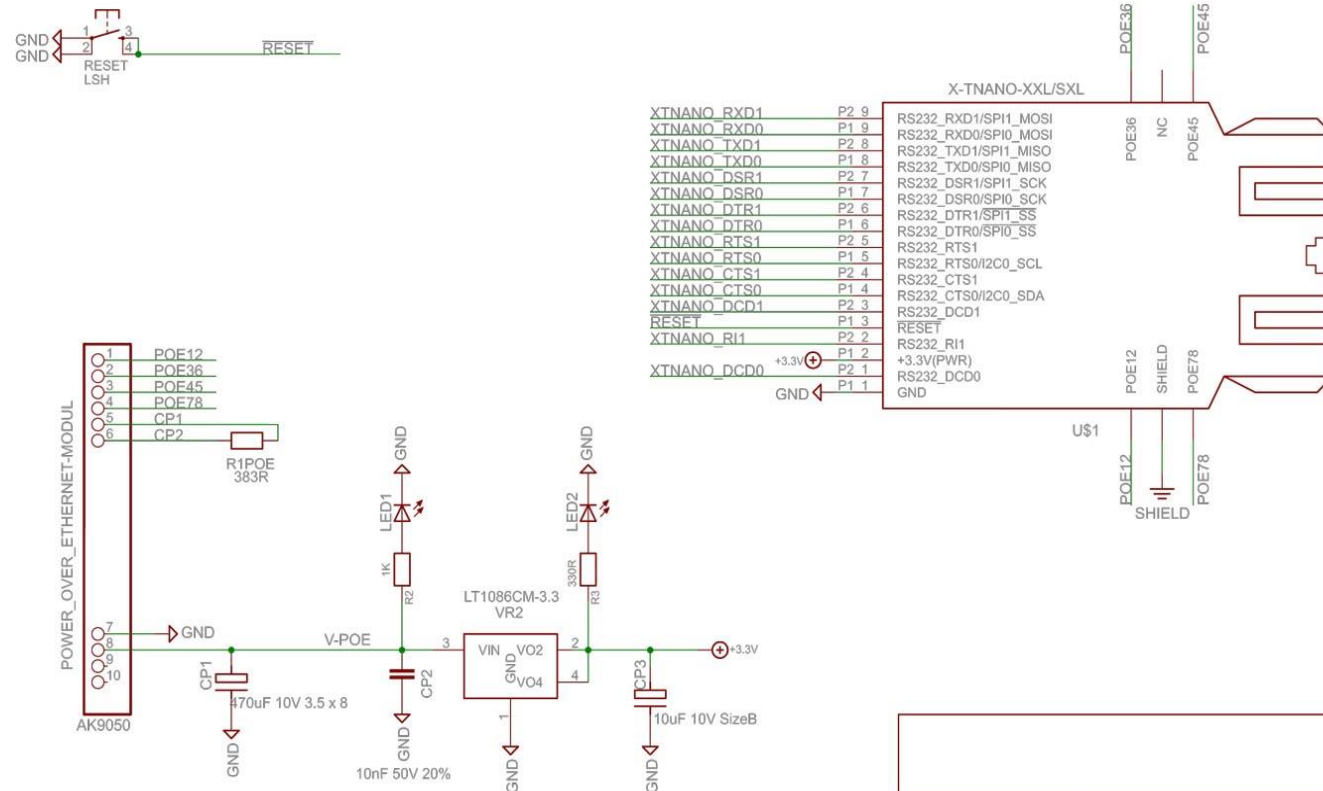 GND 1 3
GND 2 4
RESET
RESET
LSH
POE36
POE45
X-TNANO-XXL/SXL
POE36
NC
POE45
XTNANO_RXD1 P2 9 RS232_RXD1/SPI1_MOSI
XTNANO_RXD0 P1 9 RS232_RXD0/SPI0_MOSI
XTNANO_TXD1 P2 8 RS232_TXD1/SPI1_MISO
XTNANO_TXD0 P1 8 RS232_TXD0/SPI0_MISO
XTNANO_DSR1 P2 7 RS232_DSR1/SPI1_SCK
XTNANO_DSR0 P1 7 RS232_DSR0/SPI0_SCK
XTNANO_DTR1 P2 6 RS232_DTR1/SPI1_SS
XTNANO_DTR0 P1 6 RS232_DTR0/SPI0_SS
XTNANO_RTS1 P2 5 RS232_RTS1
XTNANO_RTS0 P1 5 RS232_RTS0/I2C0_SCL
XTNANO_CTS1 P2 4 RS232_CTS1
XTNANO_CTS0 P1 4 RS232_CTS0/I2C0_SDA
XTNANO_DCD1 P2 3 RS232_DCD1
RESET P1 3 RESET
XTNANO_RI1 P2 2 RS232_RI1
+3.3V P1 2 +3.3V(PWR)
XTNANO_DCD0 P2 1 RS232_DCD0
GND P1 1 GND
POE12
SHIELD
POE78
U$1
POE12
POE78
SHIELD
POWER_OVER_ETHERNET-MODUL
1 POE12
2 POE36
3 POE45
4 POE78
5 CP1
6 CP2
R1POE
383R
7 GND
8
9
10
AK9050
V-POE
CP1
470uF 10V 3.5 x 8
GND
GND
LED1
1K
R2
CP2
GND
10nF 50V 20%
LT1086CM-3.3
VR2
3 VIN VO2 2
GND
VO4 4
1
GND
GND
LED2
330R
R3
+3.3V
CP3
10uF 10V SizeB
GND